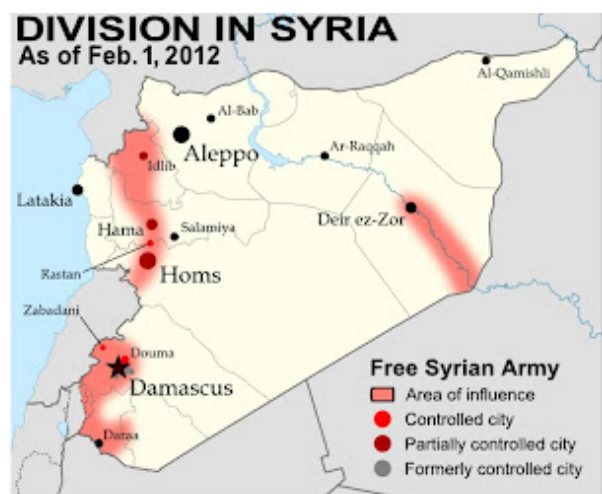 DIVISION IN SYRIA
As of Feb. 1, 2012
Al-Qamishli
Al-Bab
Aleppo
Ar-Raqqah
Idlib
Latakia
Deir ez-Zor
Hama
Salamiya
Rastan
Homs
Zabadani
Douma
Damascus
Daraa
Free Syrian Army
Area of influence
Controlled city
Partially controlled city
Formerly controlled city